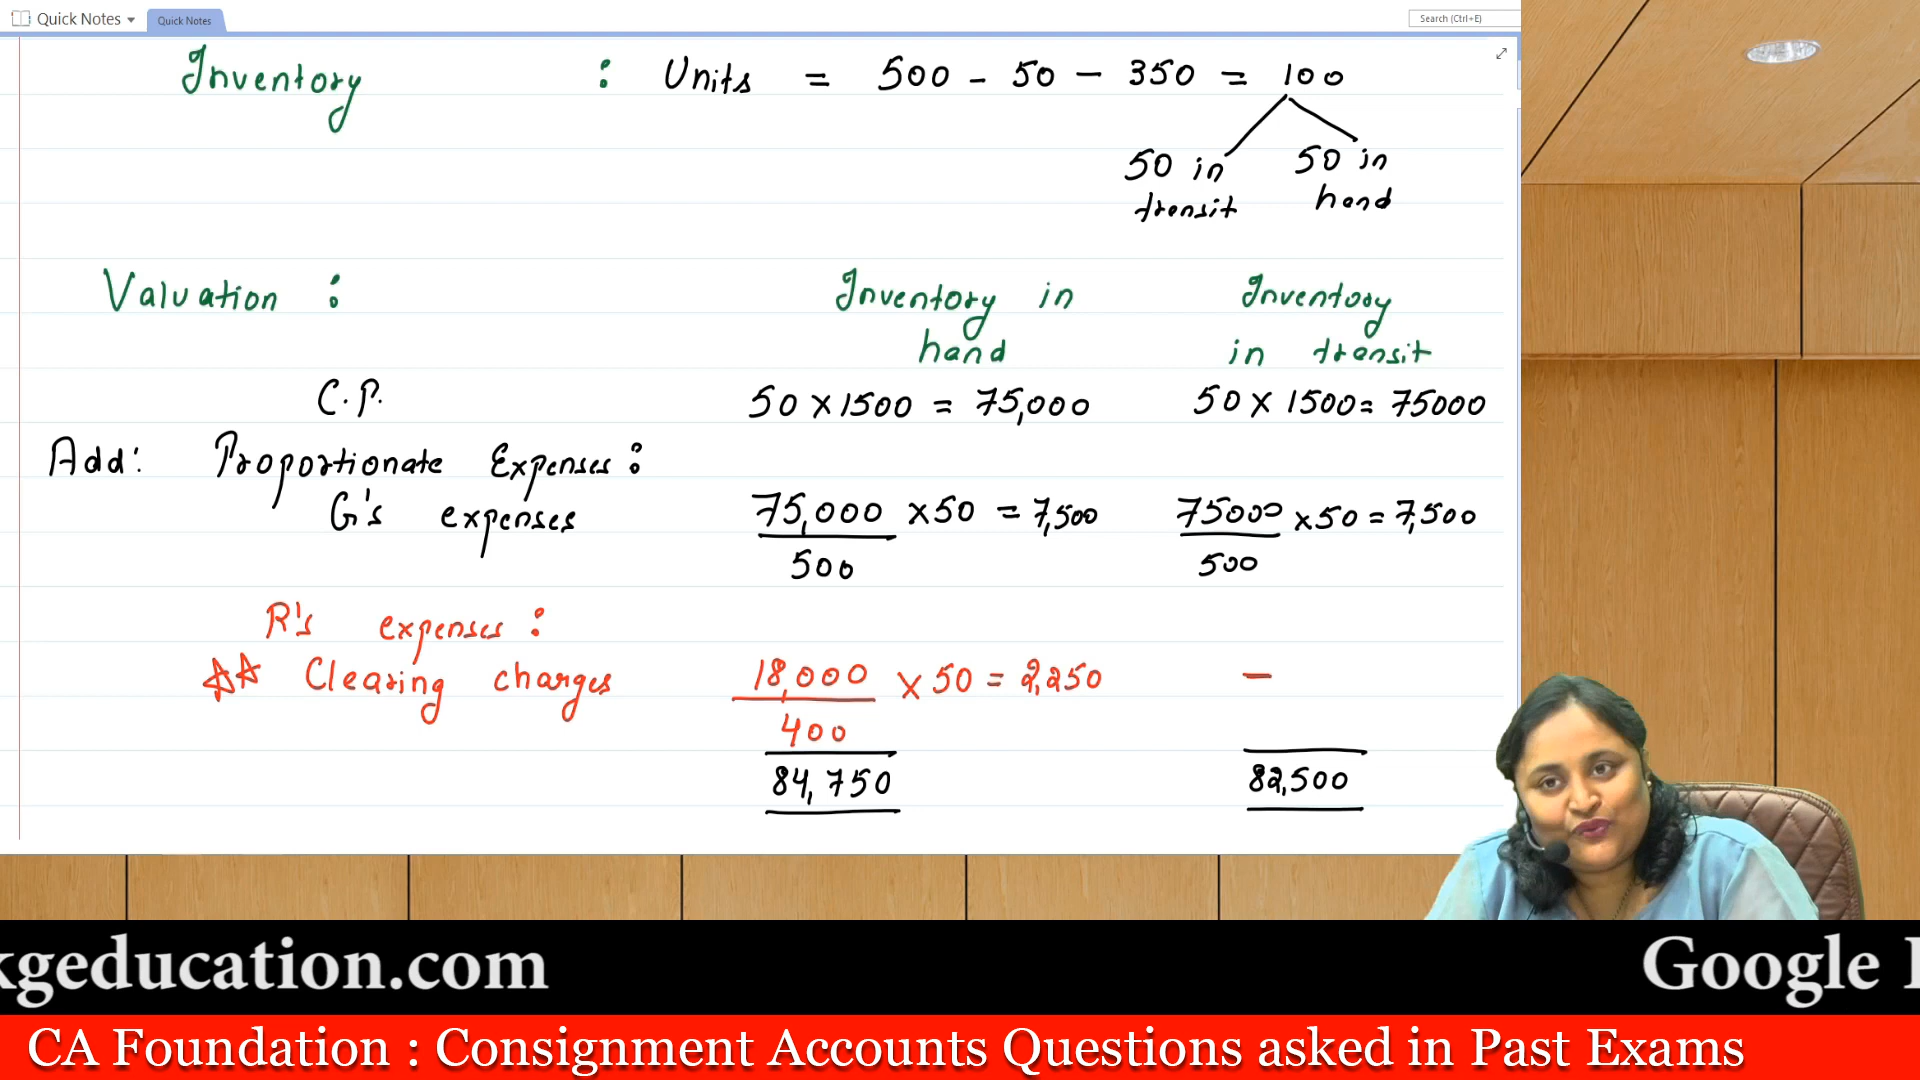 Quick Notes
Quick Notes
Search (Ctrl+E)
Inventory : Units = 500 - 50 - 350 = 100
50 in transit
50 in hand
Valuation : Inventory in hand Inventory in transit
C.P. 50 × 1500 = 75,000 50 × 1500 = 75000
Add: Proportionate Expenses:
G's expenses 75,000/500 × 50 = 7,500 75000/500 × 50 = 7,500
R's expenses:
Clearing charges 18,000/400 × 50 = 2,250 —
84,750 82,500
kgeducation.com Google
CA Foundation : Consignment Accounts Questions asked in Past Exams